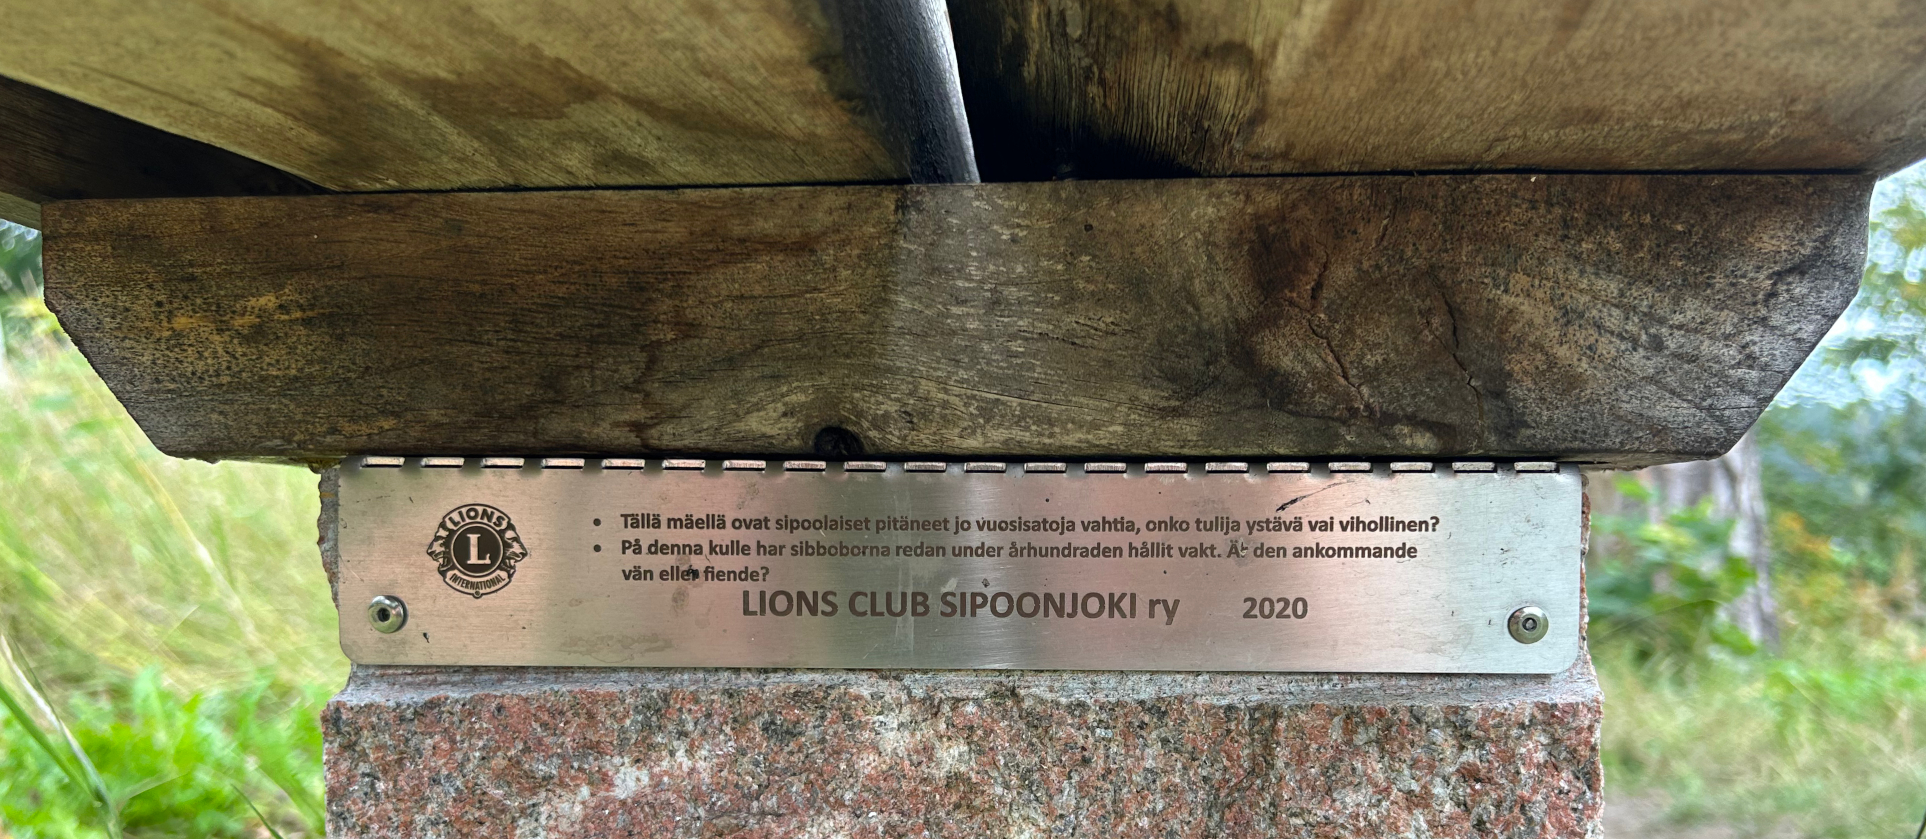 LIONS
L
INTERNATIONAL
• Tällä mäellä ovat sipoolaiset pitäneet jo vuosisatoja vahtia, onko tulija ystävä vai vihollinen?
• På denna kulle har sibboborna redan under århundraden hållit vakt. Är den ankommande
vän eller fiende?
LIONS CLUB SIPOONJOKI ry 2020